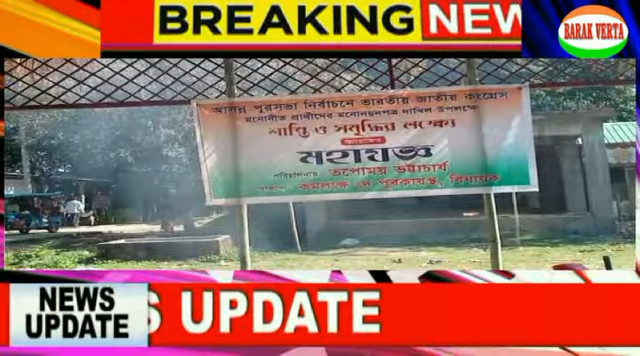 BREAKING NEW
BARAK VERTA
আসন্ন পুরসভা নির্বাচনে ভারতীয় জাতীয় কংগ্রেস
মনোনীত প্রার্থীদের মনোনয়নপত্র দাখিল উপলক্ষে
শান্তি ও সমৃদ্ধির লক্ষ্যে
মহাযজ্ঞ
পরিচালনায় তপোময় ভট্টাচার্য
কমলাক্ষ দে পুরকায়স্থ, বিধায়ক
NEWS
UPDATE
S UPDATE